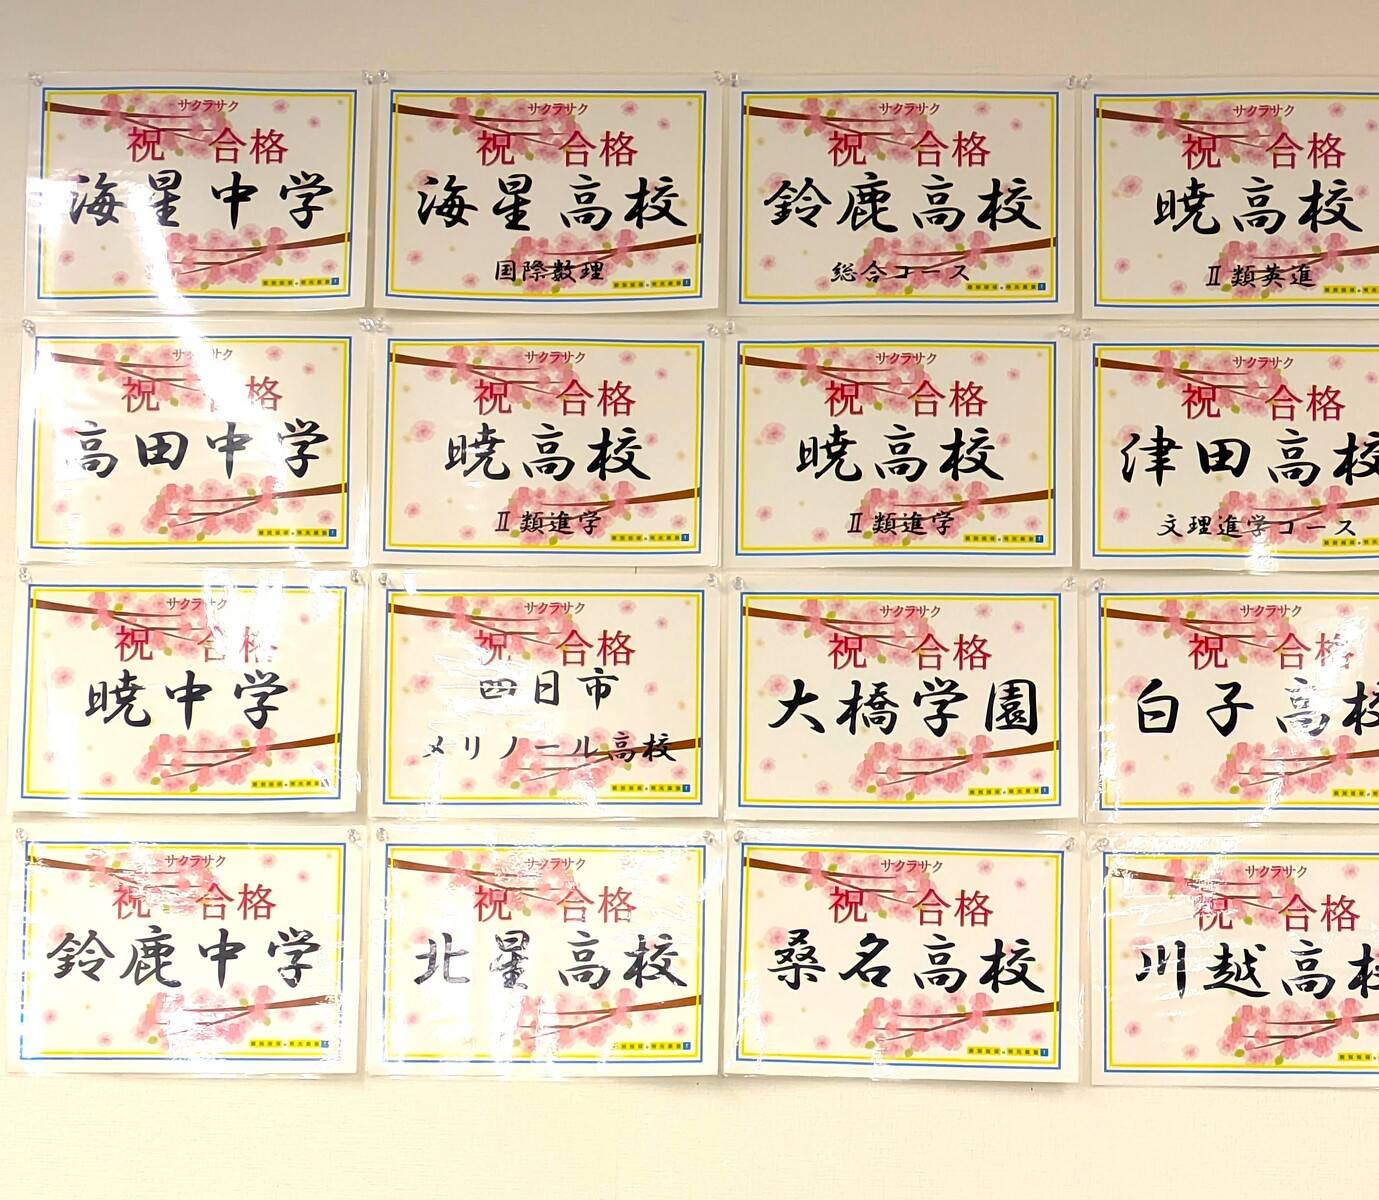 サクラサク
祝 合格
海星中学
サクラサク
祝 合格
海星高校
国際数理
サクラサク
祝 合格
鈴鹿高校
総合コース
サクラサク
祝 合格
暁高校
Ⅱ類英進
サクラサク
祝 合格
高田中学
サクラサク
祝 合格
暁高校
Ⅱ類進学
サクラサク
祝 合格
暁高校
Ⅱ類進学
サクラサク
祝 合格
津田高校
文理進学コース
サクラサク
祝 合格
暁中学
サクラサク
祝 合格
四日市
メリノール高校
サクラサク
祝 合格
大橋学園
サクラサク
祝 合格
白子高校
サクラサク
祝 合格
鈴鹿中学
サクラサク
祝 合格
北星高校
サクラサク
祝 合格
桑名高校
サクラサク
祝 合格
川越高校